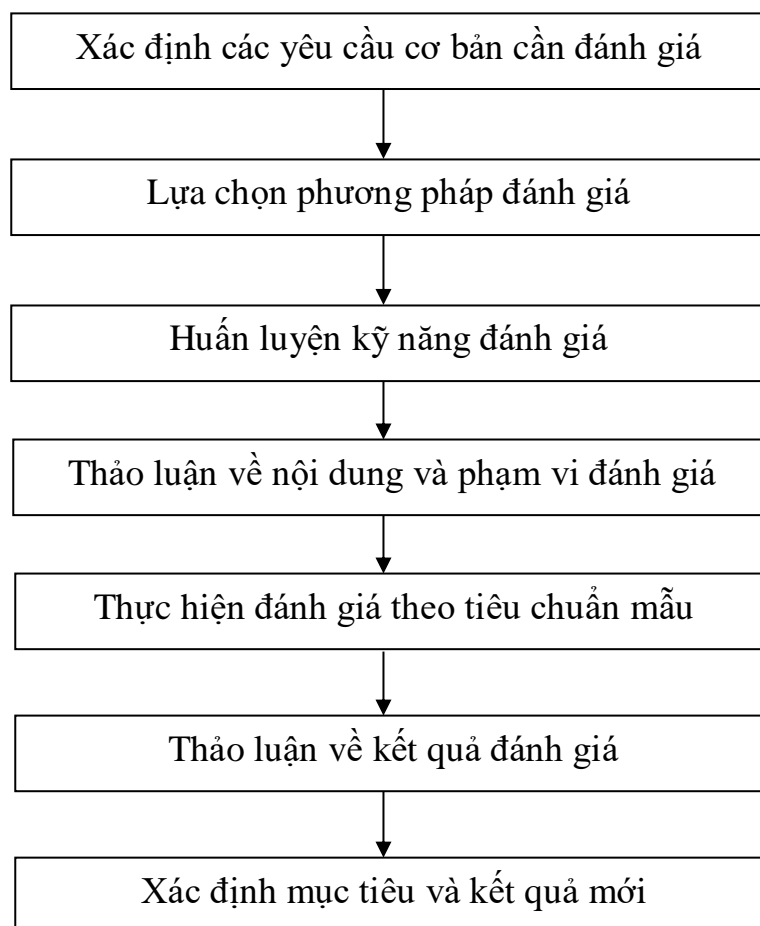 Xác định các yêu cầu cơ bản cần đánh giá
Lựa chọn phương pháp đánh giá
Huấn luyện kỹ năng đánh giá
Thảo luận về nội dung và phạm vi đánh giá
Thực hiện đánh giá theo tiêu chuẩn mẫu
Thảo luận về kết quả đánh giá
Xác định mục tiêu và kết quả mới